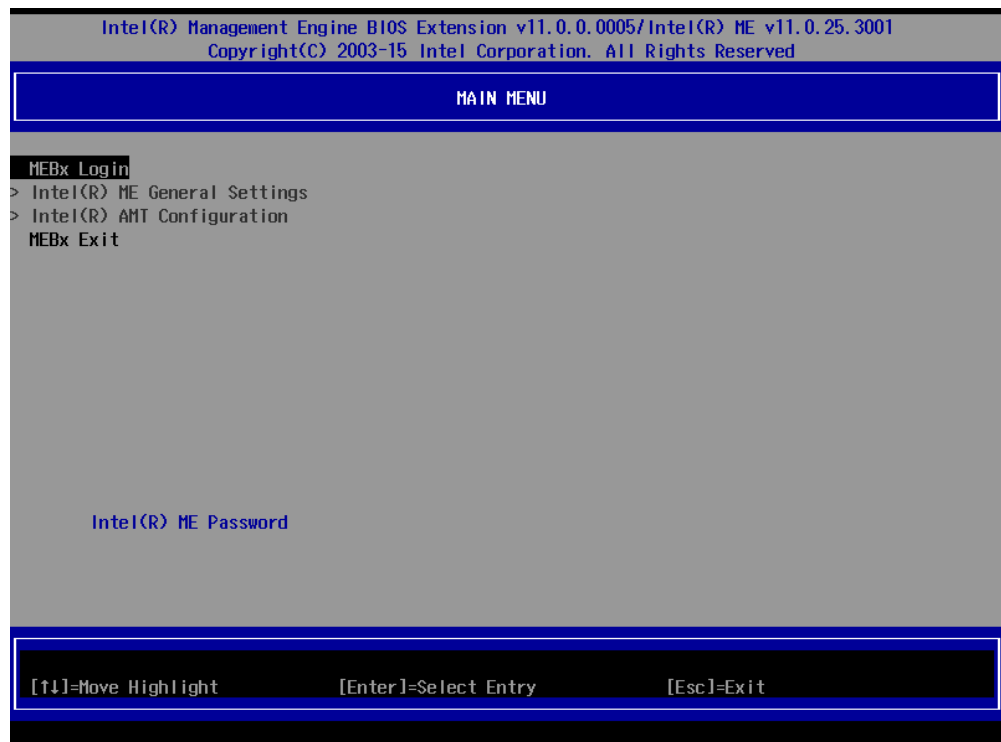 Intel(R) Management Engine BIOS Extension v11.0.0.0005/Intel(R) ME v11.0.25.3001
Copyright(C) 2003-15 Intel Corporation. All Rights Reserved
MAIN MENU
MEBx Login
> Intel(R) ME General Settings
> Intel(R) AMT Configuration
MEBx Exit
Intel(R) ME Password
[↑↓]=Move Highlight [Enter]=Select Entry [Esc]=Exit